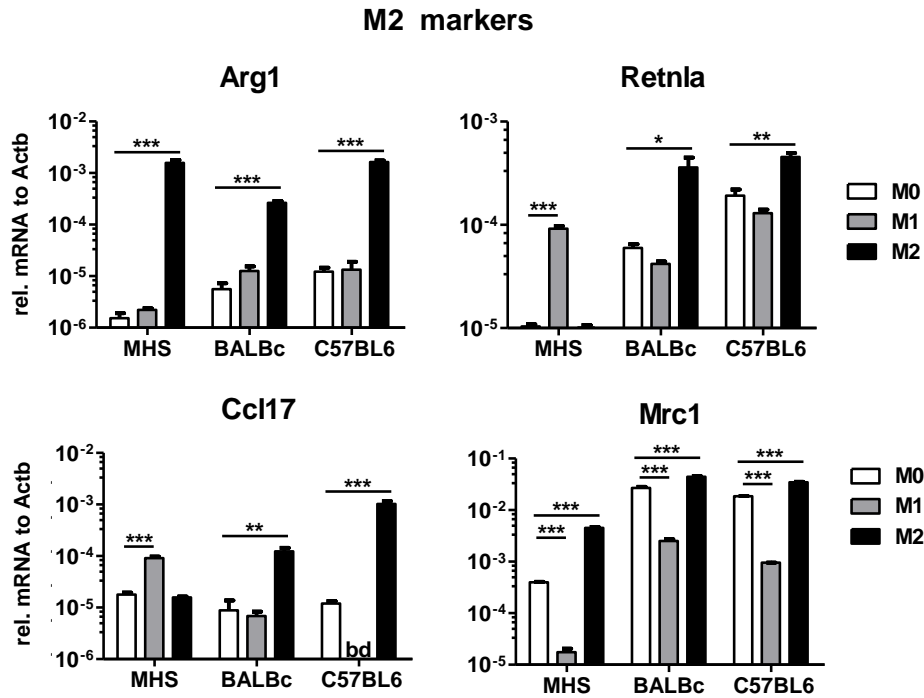 M2 markers
Arg1
rel. mRNA to Actb
10-2
10-3
10-4
10-5
10-6
***
***
***
MHS BALBc C57BL6
Retnla
10-3
10-4
10-5
***
*
**
MHS BALBc C57BL6
M0
M1
M2
Ccl17
rel. mRNA to Actb
10-2
10-3
10-4
10-5
10-6
***
**
***
bd
MHS BALBc C57BL6
Mrc1
10-1
10-2
10-3
10-4
10-5
***
***
***
***
***
***
MHS BALBc C57BL6
M0
M1
M2